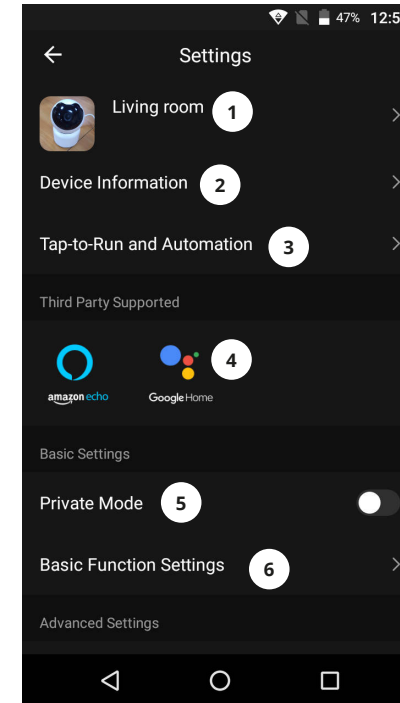 47% 12:5
Settings
Living room 1
Device Information 2
Tap-to-Run and Automation 3
Third Party Supported
4
amazon echo Google Home
Basic Settings
Private Mode 5
Basic Function Settings 6
Advanced Settings